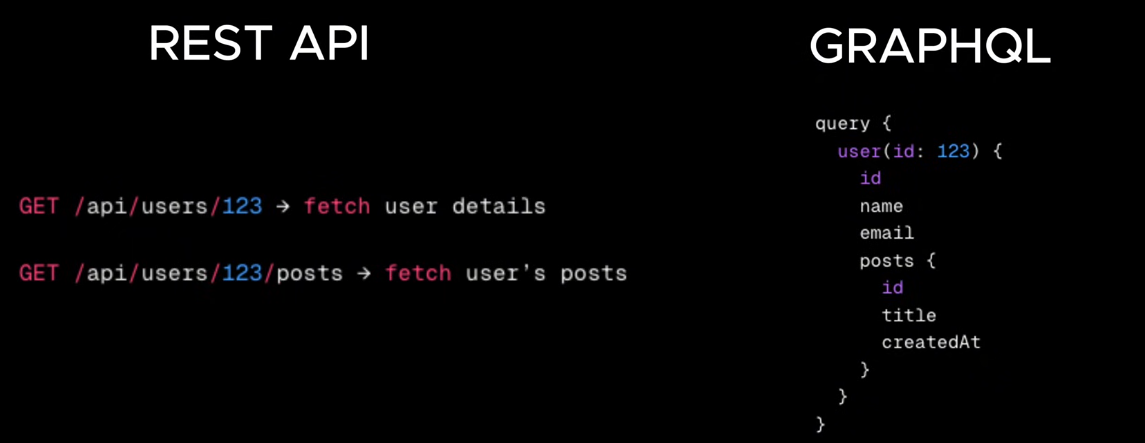 REST API
GET /api/users/123 → fetch user details
GET /api/users/123/posts → fetch user's posts
GRAPHQL
query {
  user(id: 123) {
    id
    name
    email
    posts {
      id
      title
      createdAt
    }
  }
}